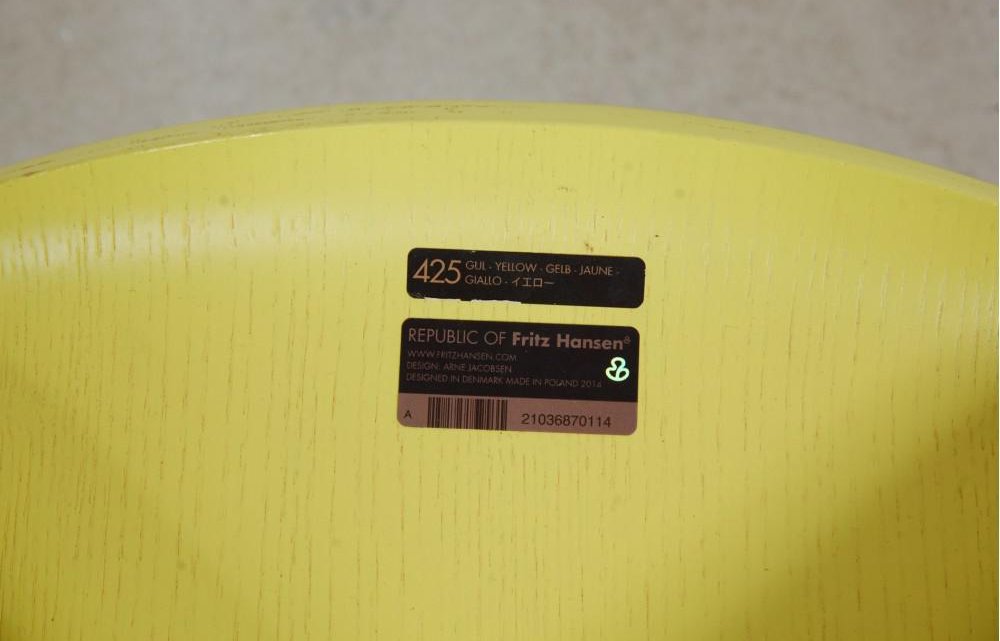 425 GUL - YELLOW - GELB - JAUNE -
GIALLO - イエロー
REPUBLIC OF Fritz Hansen®
WWW.FRITZHANSEN.COM
DESIGN: ARNE JACOBSEN
DESIGNED IN DENMARK MADE IN POLAND 2014
A 21036870114